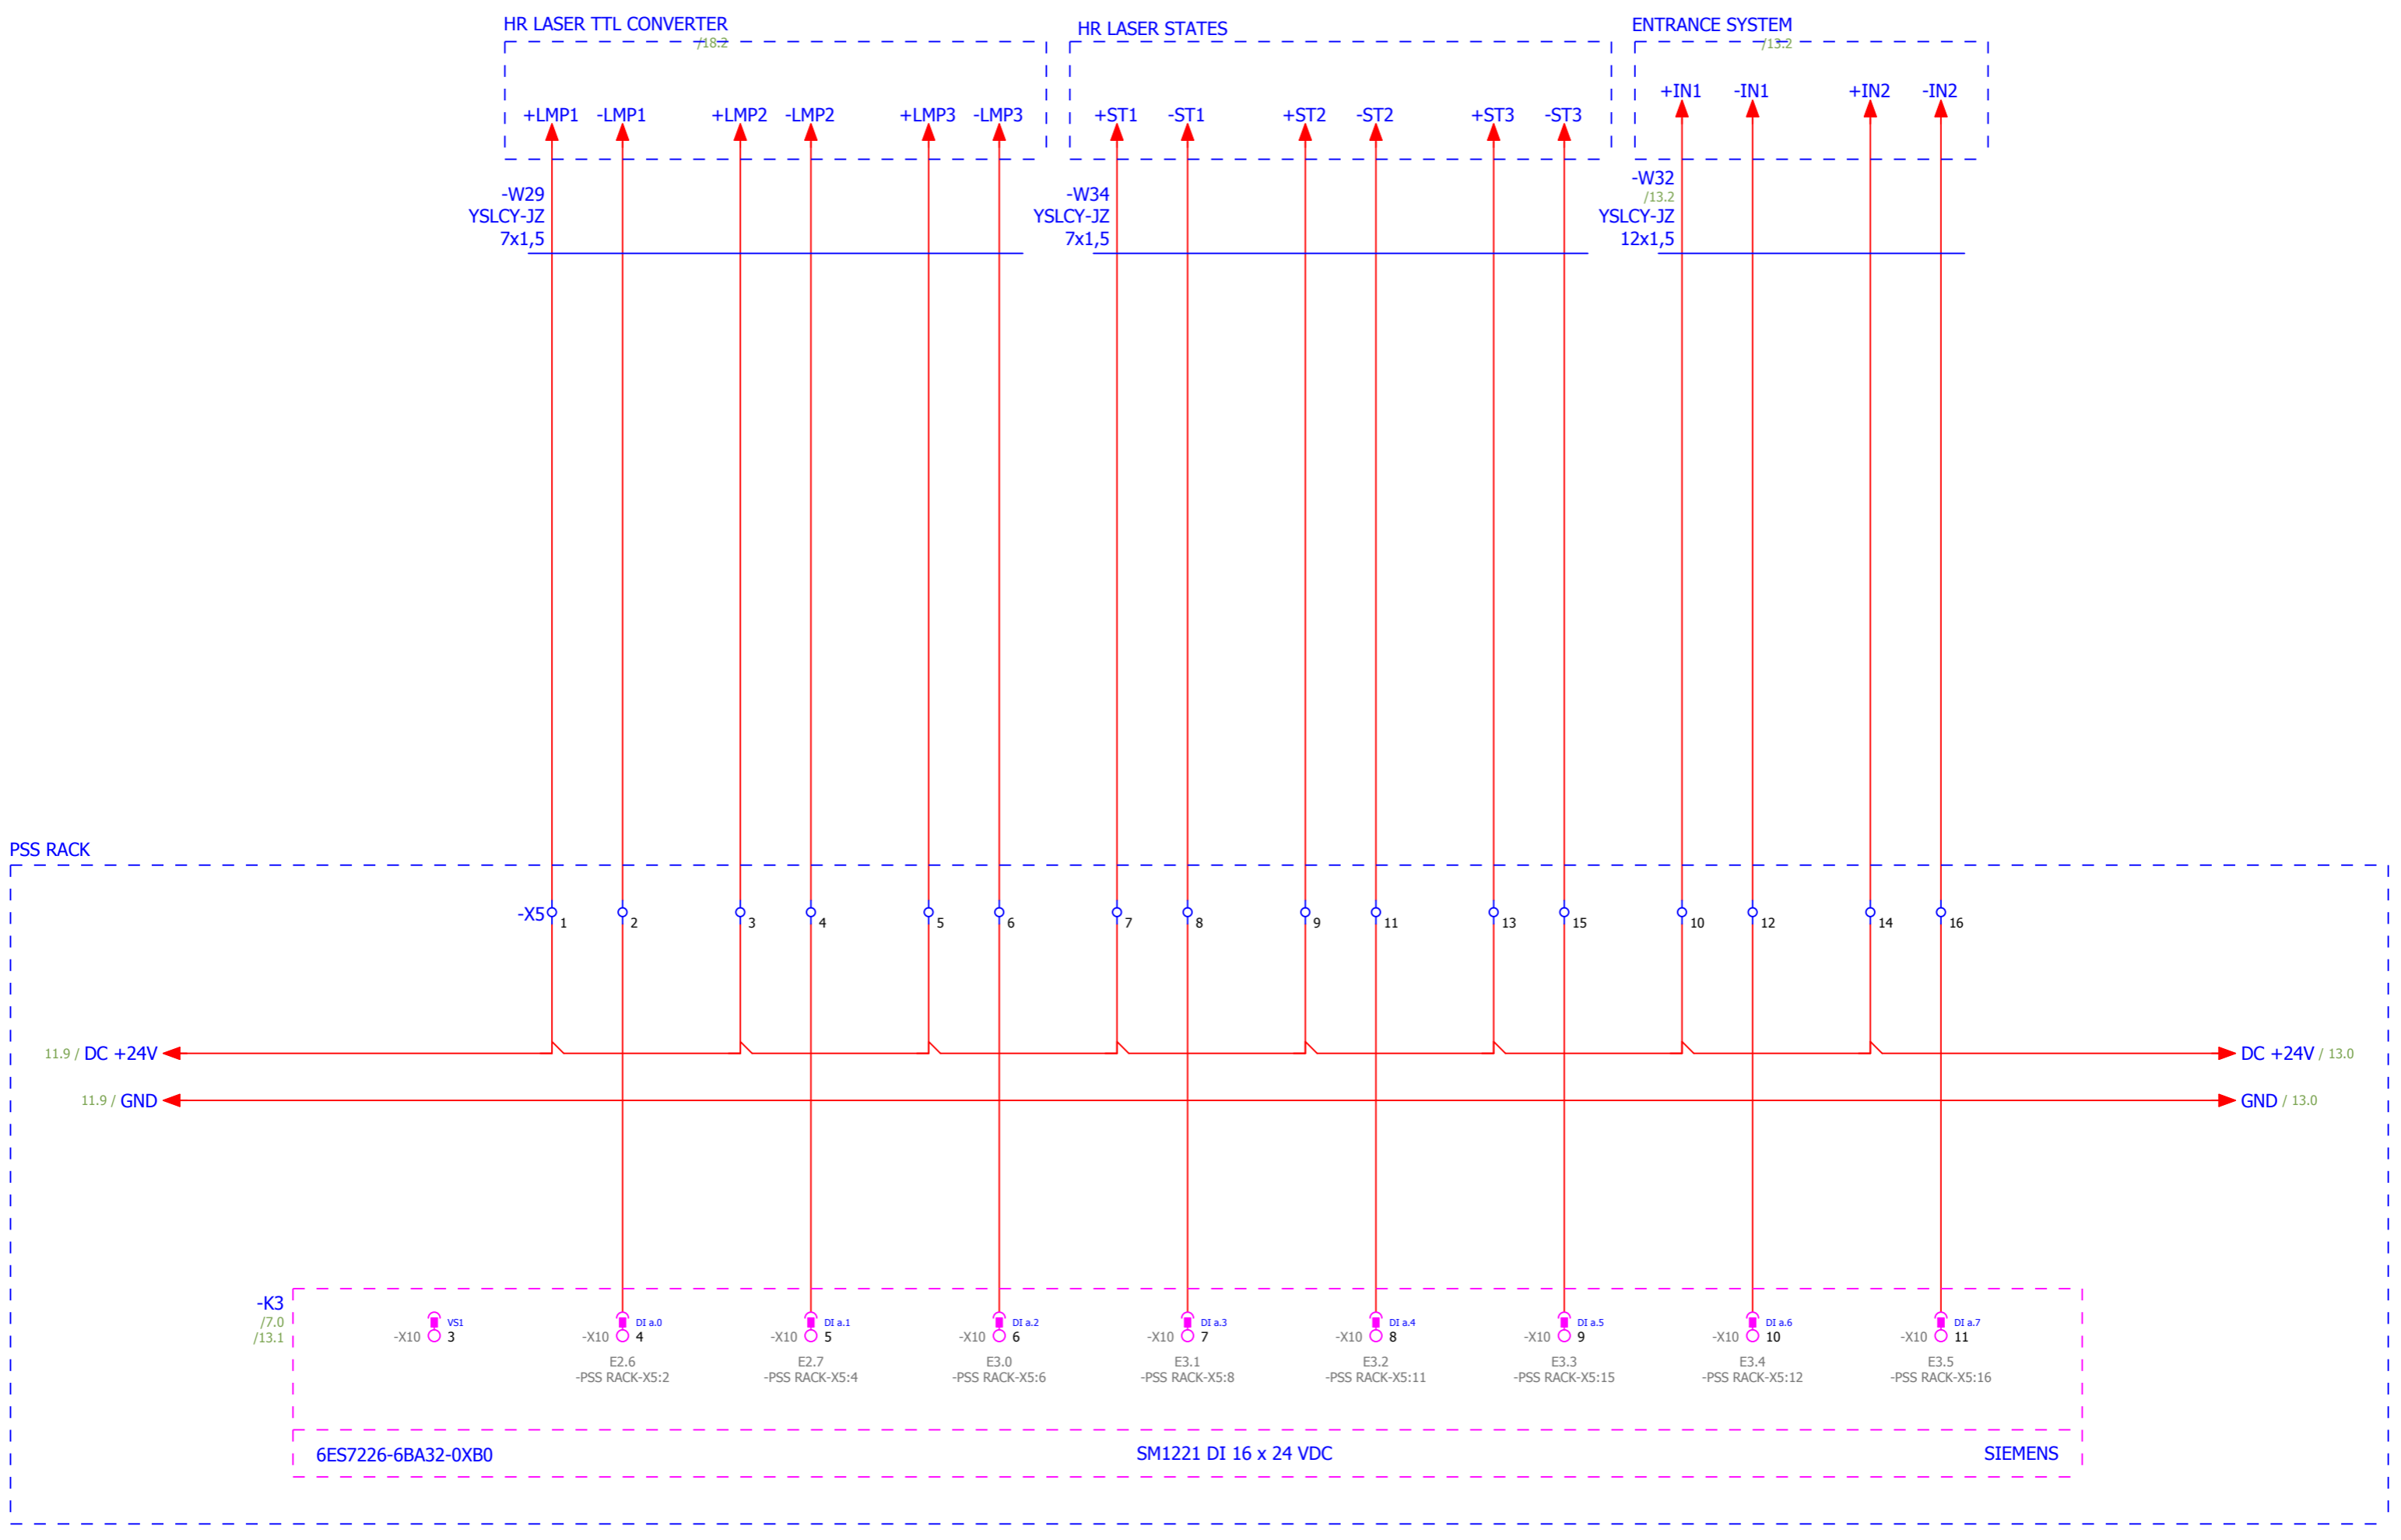 HR LASER TTL CONVERTER
/18.2
HR LASER STATES
ENTRANCE SYSTEM
/13.2
+LMP1 -LMP1 +LMP2 -LMP2 +LMP3 -LMP3
+ST1 -ST1 +ST2 -ST2 +ST3 -ST3
+IN1 -IN1 +IN2 -IN2
-W29
YSLCY-JZ
7x1,5
-W34
YSLCY-JZ
7x1,5
-W32
/13.2
YSLCY-JZ
12x1,5
PSS RACK
-X5 1 2 3 4 5 6 7 8 9 11 13 15 10 12 14 16
11.9 / DC +24V DC +24V / 13.0
11.9 / GND GND / 13.0
-K3
/7.0
/13.1
VS1 DI a.0 DI a.1 DI a.2 DI a.3 DI a.4 DI a.5 DI a.6 DI a.7
-X10 3 -X10 4 -X10 5 -X10 6 -X10 7 -X10 8 -X10 9 -X10 10 -X10 11
E2.6 E2.7 E3.0 E3.1 E3.2 E3.3 E3.4 E3.5
-PSS RACK-X5:2 -PSS RACK-X5:4 -PSS RACK-X5:6 -PSS RACK-X5:8 -PSS RACK-X5:11 -PSS RACK-X5:15 -PSS RACK-X5:12 -PSS RACK-X5:16
6ES7226-6BA32-0XB0 SM1221 DI 16 x 24 VDC SIEMENS